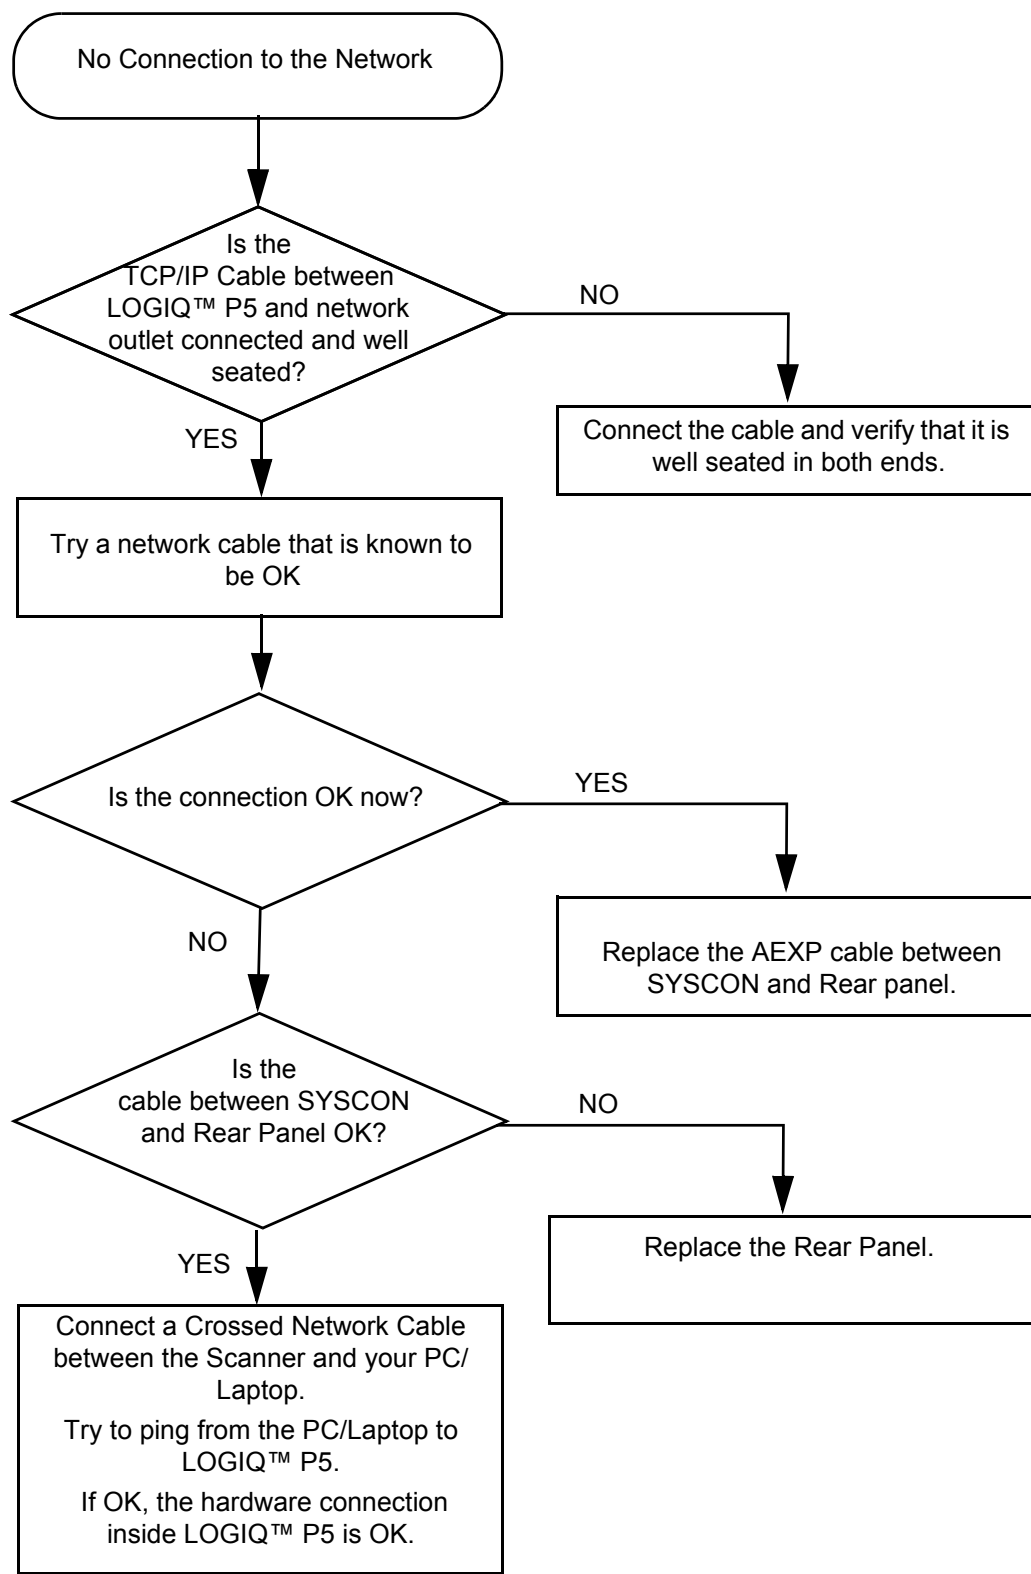 No Connection to the Network
Is the
TCP/IP Cable between
LOGIQ™ P5 and network
outlet connected and well
seated?
NO
Connect the cable and verify that it is
well seated in both ends.
YES
Try a network cable that is known to
be OK
Is the connection OK now?
YES
Replace the AEXP cable between
SYSCON and Rear panel.
NO
Is the
cable between SYSCON
and Rear Panel OK?
NO
Replace the Rear Panel.
YES
Connect a Crossed Network Cable
between the Scanner and your PC/
Laptop.
Try to ping from the PC/Laptop to
LOGIQ™ P5.
If OK, the hardware connection
inside LOGIQ™ P5 is OK.